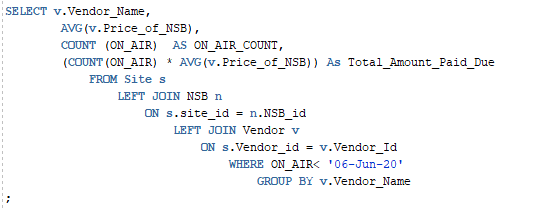 SELECT v.Vendor_Name,
AVG(v.Price_of_NSB),
COUNT (ON_AIR) AS ON_AIR_COUNT,
(COUNT(ON_AIR) * AVG(v.Price_of_NSB)) As Total_Amount_Paid_Due
FROM Site s
LEFT JOIN NSB n
ON s.site_id = n.NSB_id
LEFT JOIN Vendor v
ON s.Vendor_id = v.Vendor_Id
WHERE ON_AIR< '06-Jun-20'
GROUP BY v.Vendor_Name
;